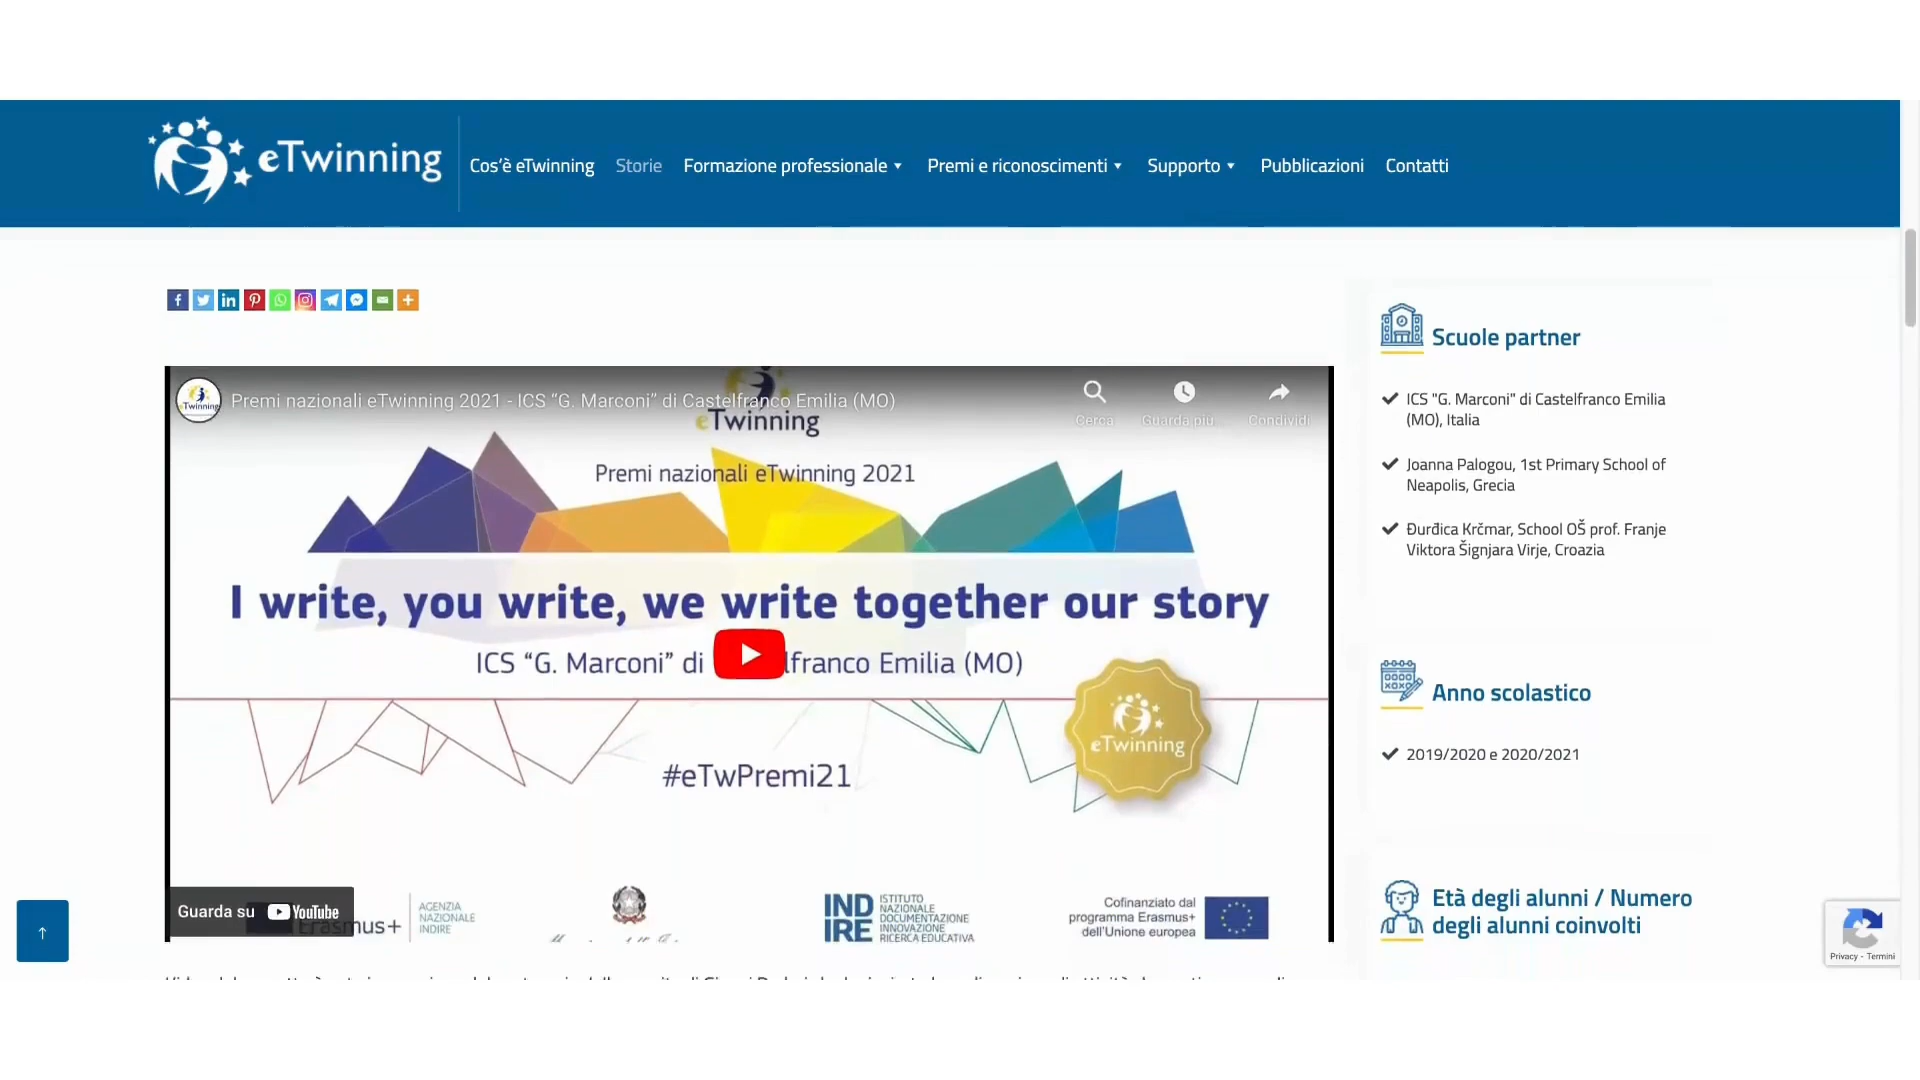 eTwinning
Cos'è eTwinning
Storie
Formazione professionale
Premi e riconoscimenti
Supporto
Pubblicazioni
Contatti
Premi nazionali eTwinning 2021 - ICS “G. Marconi” di Castelfranco Emilia (MO)
Cerca
Guarda più
Condividi
eTwinning
Premi nazionali eTwinning 2021
I write, you write, we write together our story
ICS “G. Marconi” di lfranco Emilia (MO)
eTwinning
#eTwPremi21
Guarda su YouTube
Erasmus+
AGENZIA
NAZIONALE
INDIRE
INDIRE
ISTITUTO
NAZIONALE
DOCUMENTAZIONE
INNOVAZIONE
RICERCA EDUCATIVA
Cofinanziato dal
programma Erasmus+
dell'Unione europea
Scuole partner
ICS "G. Marconi" di Castelfranco Emilia
(MO), Italia
Joanna Palogou, 1st Primary School of
Neapolis, Grecia
Đurđica Krčmar, School OŠ prof. Franje
Viktora Šignjara Virje, Croazia
Anno scolastico
2019/2020 e 2020/2021
Età degli alunni / Numero
degli alunni coinvolti
Privacy - Termini